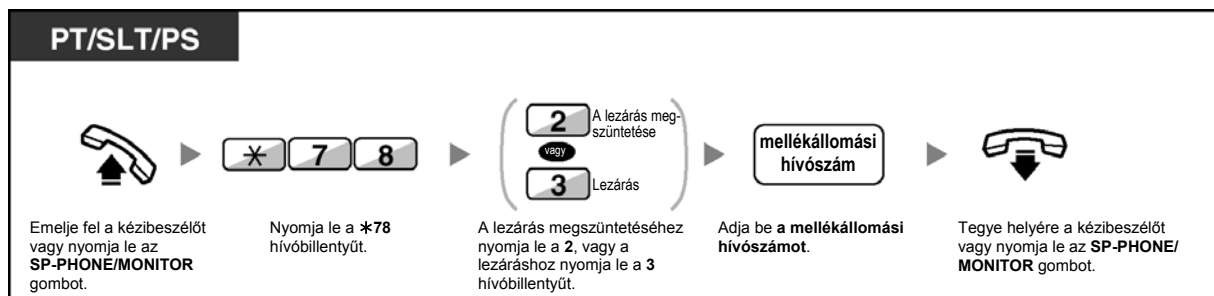 PT/SLT/PS
✳ 7 8
2 A lezárás meg-
szüntetése
vagy
3 Lezárás
mellékállomási
hívószám
Emelje fel a kézibeszélőt
vagy nyomja le az
SP-PHONE/MONITOR
gombot.
Nyomja le a ✳78
hívóbillentyűt.
A lezárás megszüntetéséhez
nyomja le a 2, vagy a
lezáráshoz nyomja le a 3
hívóbillentyűt.
Adja be a mellékállomási
hívószámot.
Tegye helyére a kézibeszélőt
vagy nyomja le az SP-PHONE/
MONITOR gombot.